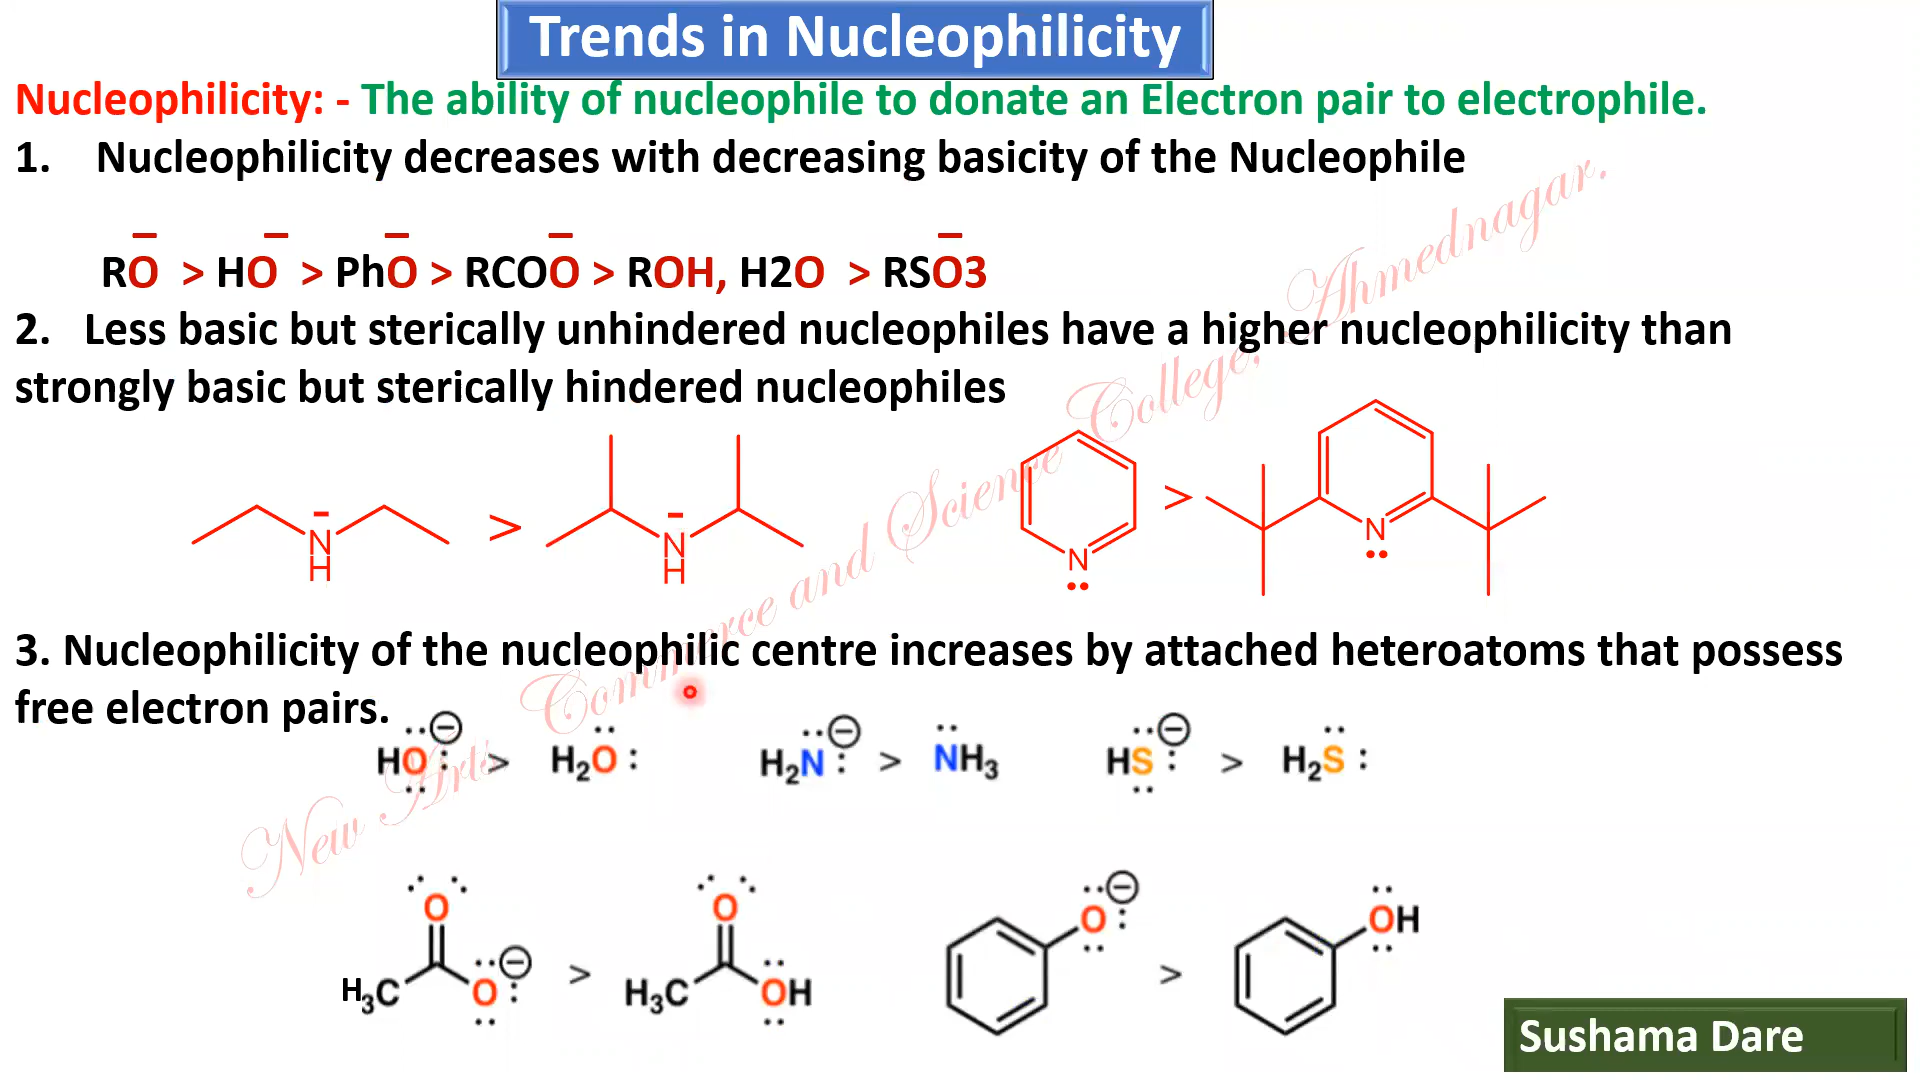 Trends in Nucleophilicity
Nucleophilicity: - The ability of nucleophile to donate an Electron pair to electrophile.
1. Nucleophilicity decreases with decreasing basicity of the Nucleophile
RO⁻ > HO⁻ > PhO⁻ > RCOO⁻ > ROH, H2O > RSO⁻3
2. Less basic but sterically unhindered nucleophiles have a higher nucleophilicity than
strongly basic but sterically hindered nucleophiles
N⁻ H > N⁻ H N: > N:
3. Nucleophilicity of the nucleophilic centre increases by attached heteroatoms that possess
free electron pairs.
HO⊖ > H₂O: H₂N⊖ > NH₃ HS⊖ > H₂S:
O O O⊖ OH
H₃C O⊖ > H₃C OH >
New Arts Commerce and Science College, Ahmednagar.
Sushama Dare